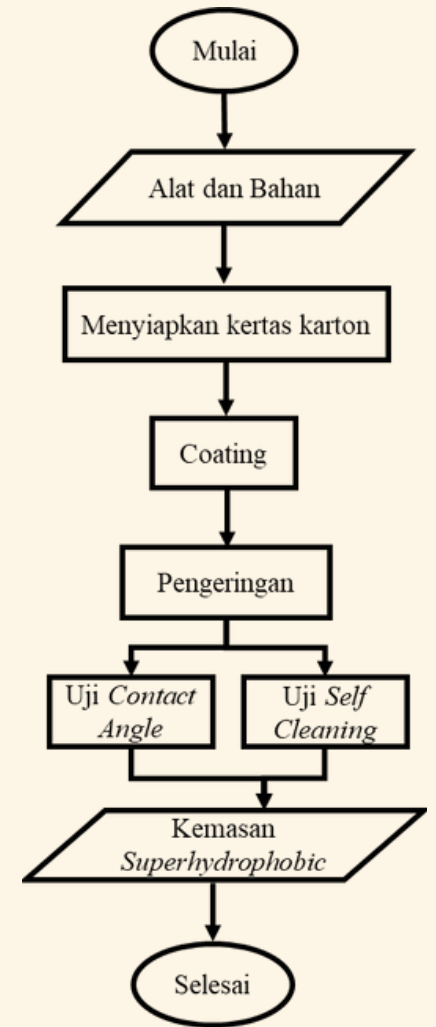 Mulai
Alat dan Bahan
Menyiapkan kertas karton
Coating
Pengeringan
Uji Contact
Angle
Uji Self
Cleaning
Kemasan
Superhydrophobic
Selesai